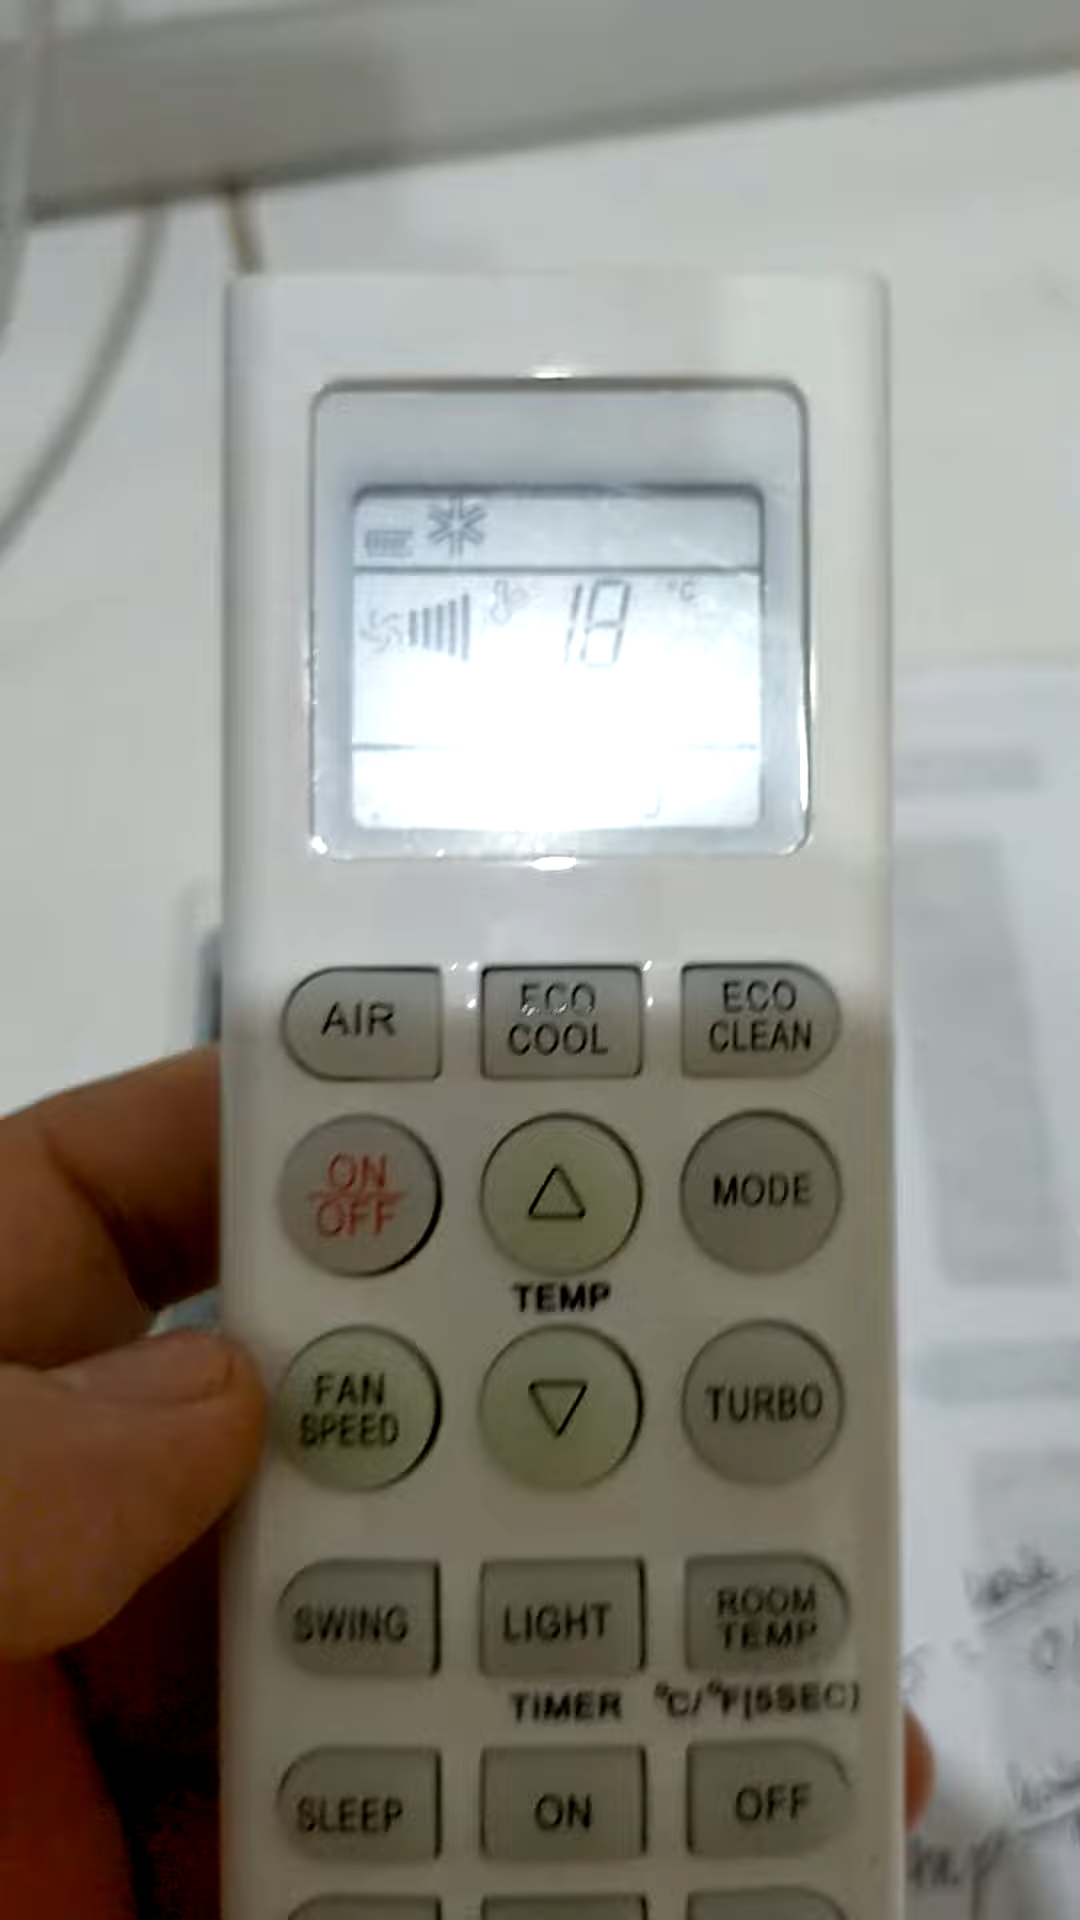 18 °C
AIR
ECO COOL
ECO CLEAN
ON
OFF
MODE
TEMP
FAN SPEED
TURBO
SWING
LIGHT
ROOM TEMP
TIMER °C/°F(5SEC)
SLEEP
ON
OFF